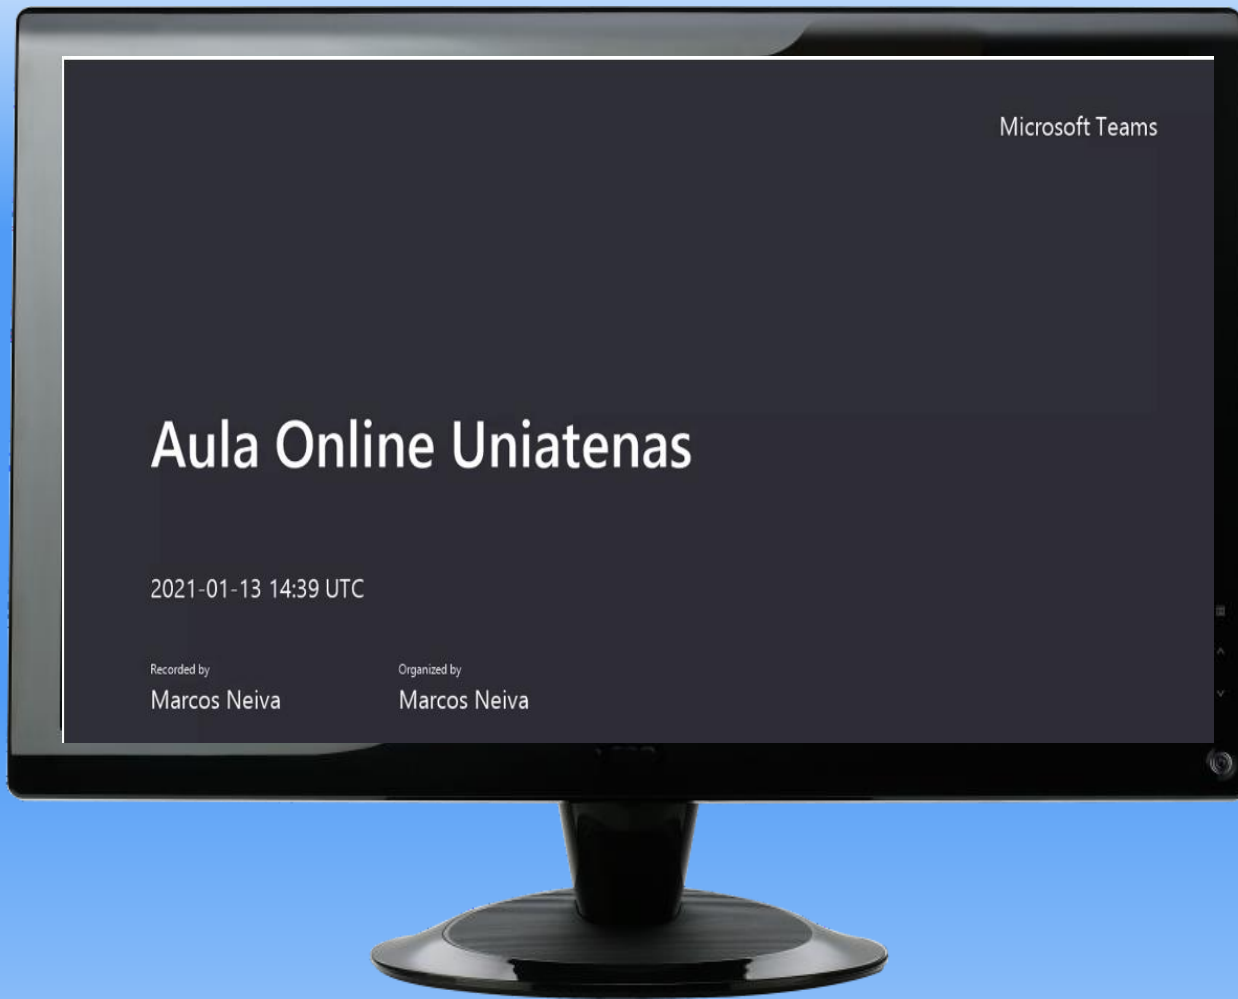 Microsoft Teams
Aula Online Uniatenas
2021-01-13 14:39 UTC
Recorded by
Marcos Neiva
Organized by
Marcos Neiva